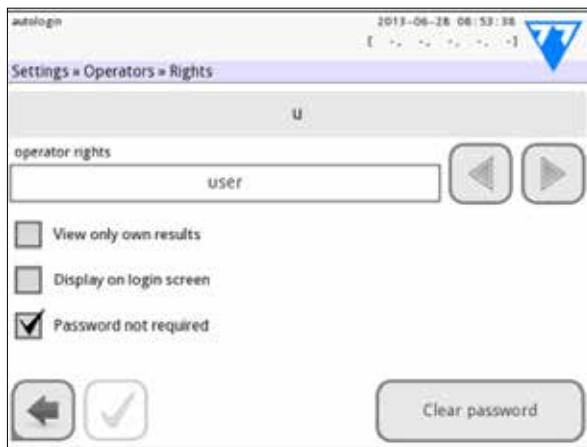 autologin
2013-06-28 08:53:38
[ -, -, -, -, -]
Settings » Operators » Rights
u
operator rights
user
View only own results
Display on login screen
Password not required
Clear password